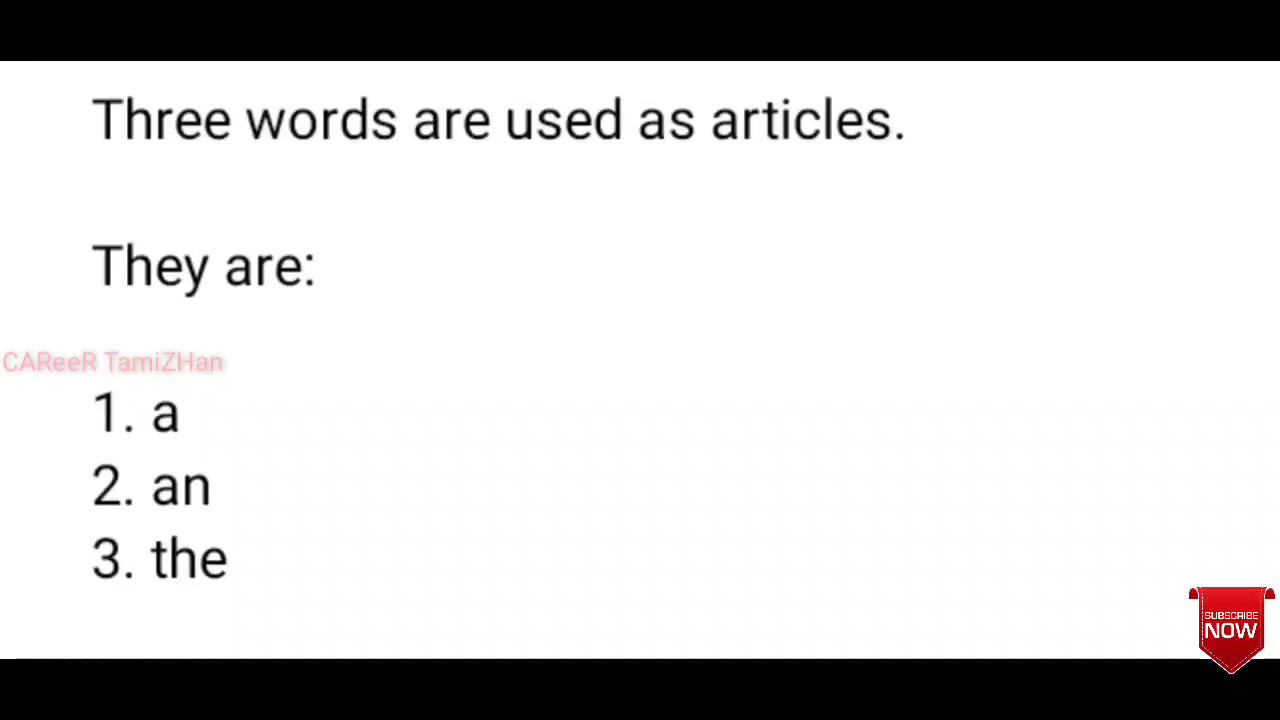 Three words are used as articles.
They are:
CAReeR TamiZHan
1. a
2. an
3. the
SUBSCRIBE
NOW